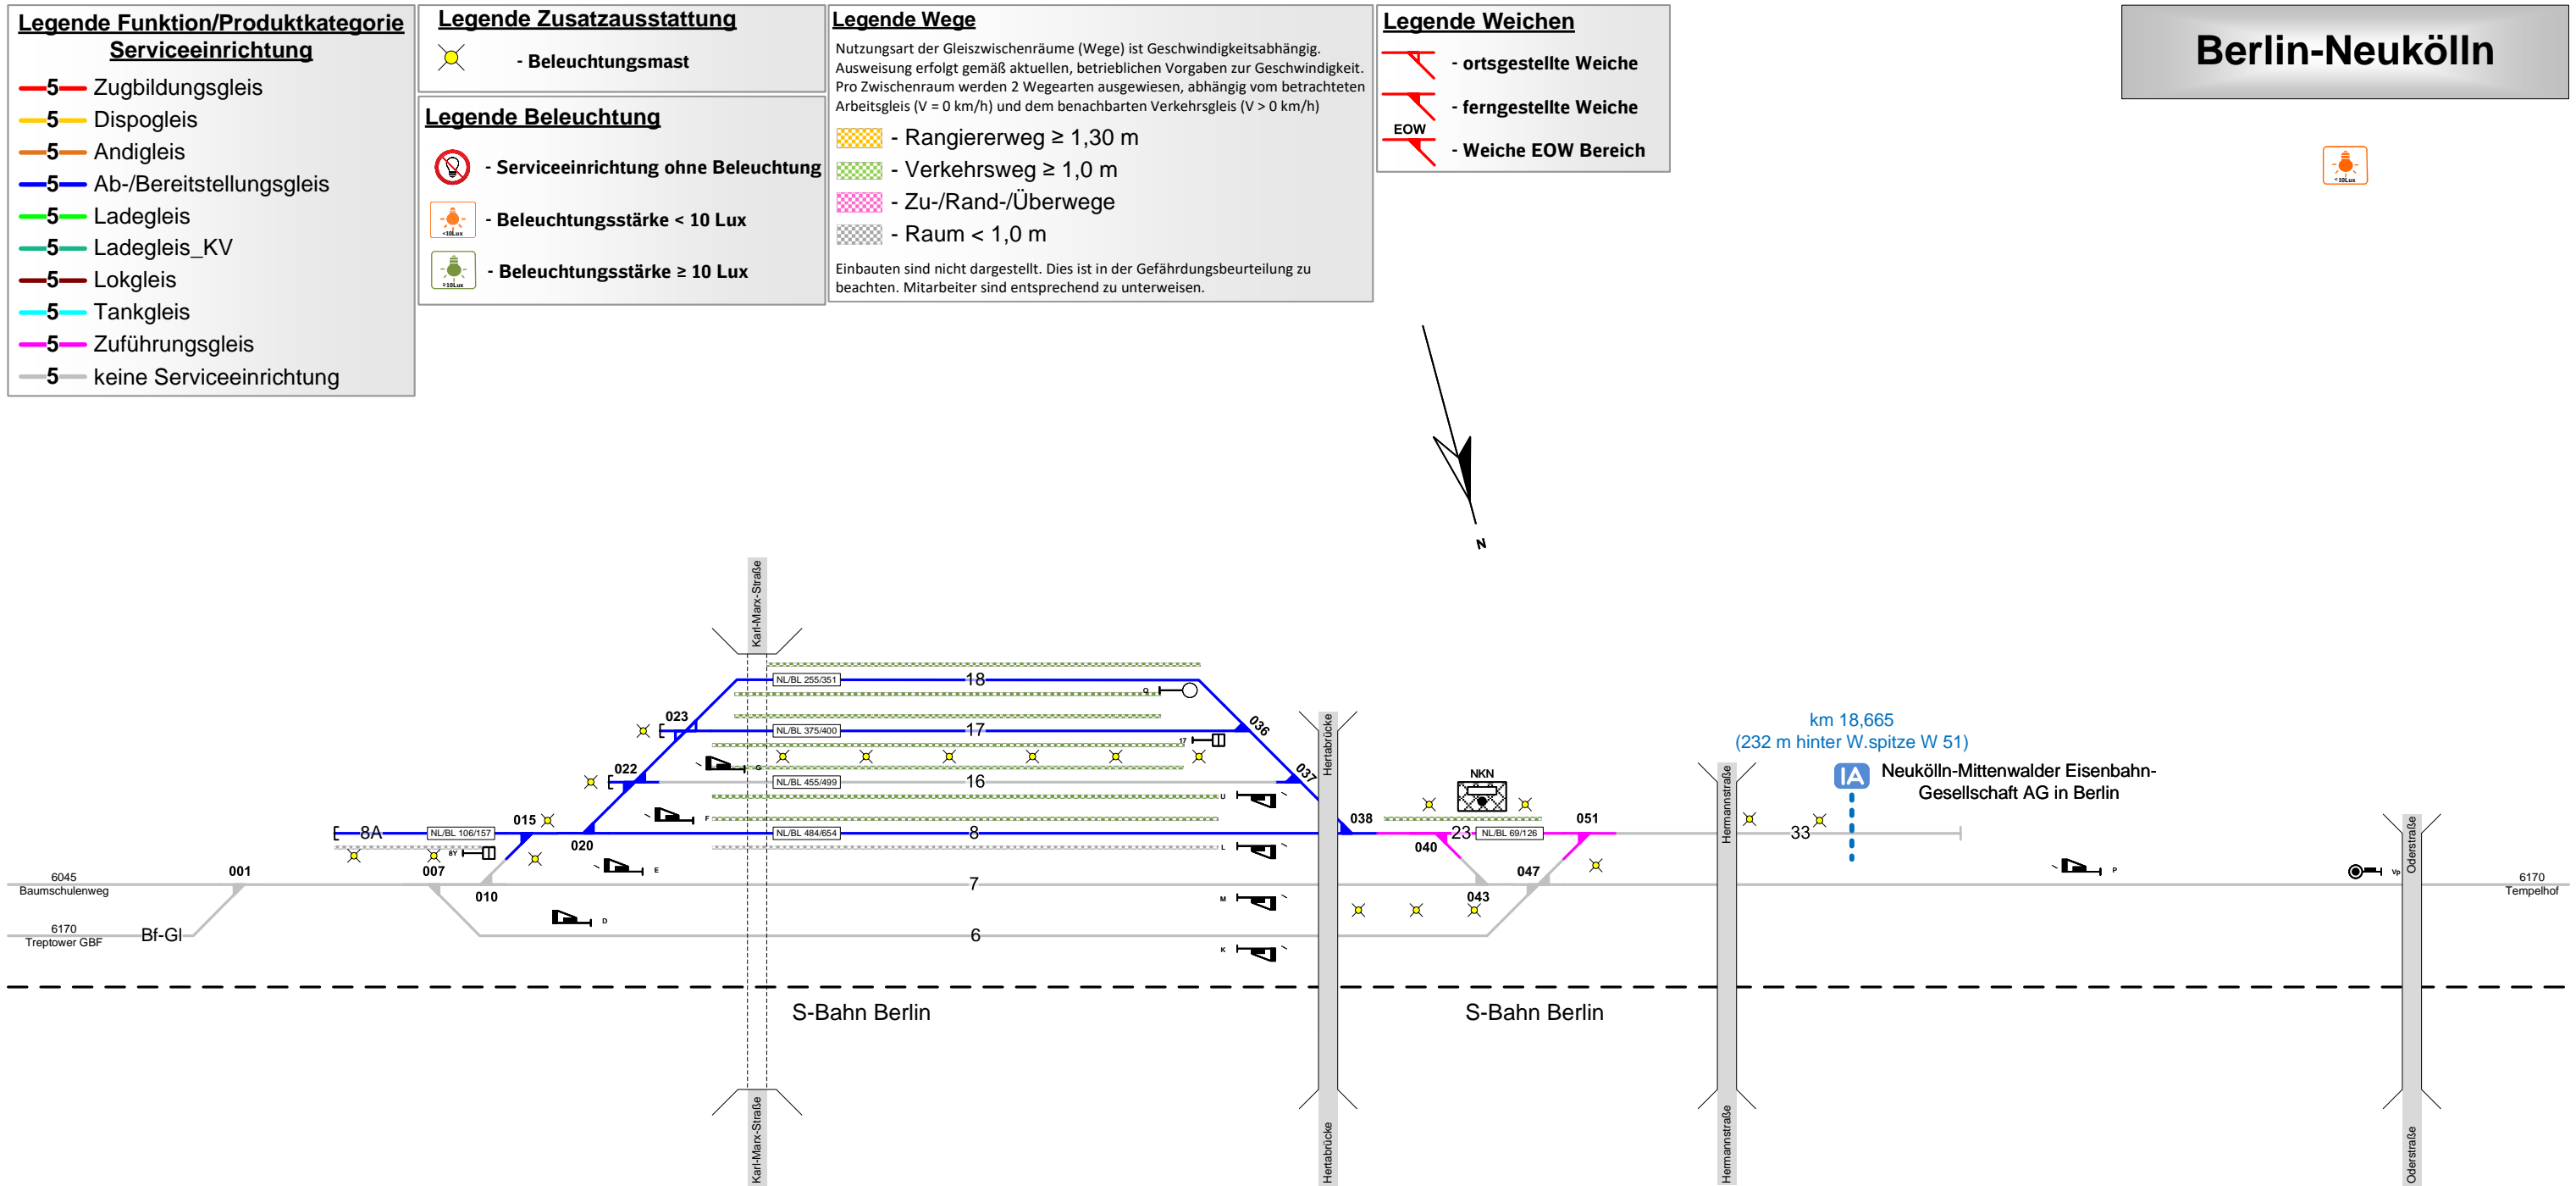 Legende Funktion/Produktkategorie
Serviceeinrichtung
5 Zugbildungsgleis
5 Dispogleis
5 Andigleis
5 Ab-/Bereitstellungsgleis
5 Ladegleis
5 Ladegleis_KV
5 Lokgleis
5 Tankgleis
5 Zuführungsgleis
5 keine Serviceeinrichtung
Legende Zusatzausstattung
- Beleuchtungsmast
Legende Beleuchtung
- Serviceeinrichtung ohne Beleuchtung
<10Lux
- Beleuchtungsstärke < 10 Lux
≥10Lux
- Beleuchtungsstärke ≥ 10 Lux
Legende Wege
Nutzungsart der Gleiszwischenräume (Wege) ist Geschwindigkeitsabhängig.
Ausweisung erfolgt gemäß aktuellen, betrieblichen Vorgaben zur Geschwindigkeit.
Pro Zwischenraum werden 2 Wegearten ausgewiesen, abhängig vom betrachteten
Arbeitsgleis (V = 0 km/h) und dem benachbarten Verkehrsgleis (V > 0 km/h)
- Rangiererweg ≥ 1,30 m
- Verkehrsweg ≥ 1,0 m
- Zu-/Rand-/Überwege
- Raum < 1,0 m
Einbauten sind nicht dargestellt. Dies ist in der Gefährdungsbeurteilung zu
beachten. Mitarbeiter sind entsprechend zu unterweisen.
Legende Weichen
- ortsgestellte Weiche
- ferngestellte Weiche
EOW
- Weiche EOW Bereich
Berlin-Neukölln
<10Lux
N
Karl-Marx-Straße
NL/BL 255/351
18
Q
023
NL/BL 375/400
17
036
17
Hertabrücke
km 18,665
(232 m hinter W.spitze W 51)
022
G
NL/BL 455/499
16
037
NKN
Hermannstraße
IA
Neukölln-Mittenwalder Eisenbahn-
Gesellschaft AG in Berlin
U
015
F
038
051
8A
NL/BL 106/157
NL/BL 484/654
8
23
NL/BL 69/126
33
Oderstraße
8Y
020
L
040
6045
Baumschulenweg
001
007
E
7
047
P
Vp
6170
Tempelhof
010
M
043
D
6170
Treptower GBF
Bf-Gl
6
K
S-Bahn Berlin
S-Bahn Berlin
Karl-Marx-Straße
Hertabrücke
Hermannstraße
Oderstraße